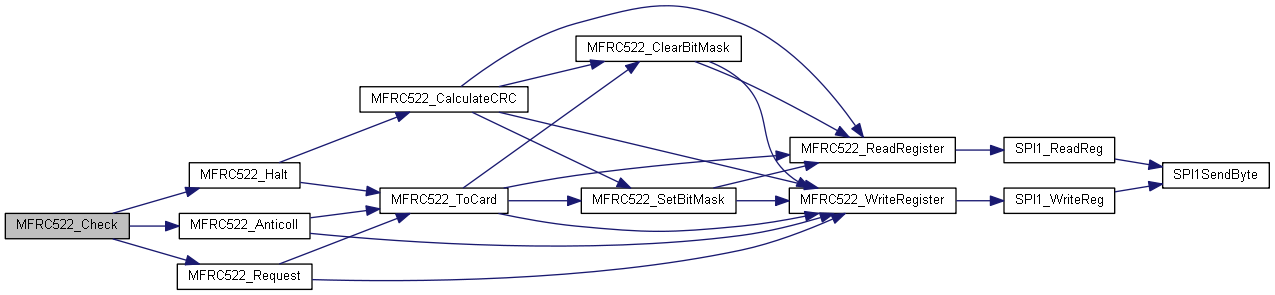 MFRC522_Check
MFRC522_Halt
MFRC522_Anticoll
MFRC522_Request
MFRC522_CalculateCRC
MFRC522_ToCard
MFRC522_ClearBitMask
MFRC522_SetBitMask
MFRC522_ReadRegister
MFRC522_WriteRegister
SPI1_ReadReg
SPI1_WriteReg
SPI1SendByte